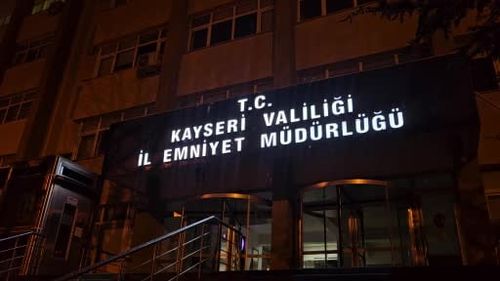 T.C.
KAYSERİ VALİLİĞİ
İL EMNİYET MÜDÜRLÜĞÜ